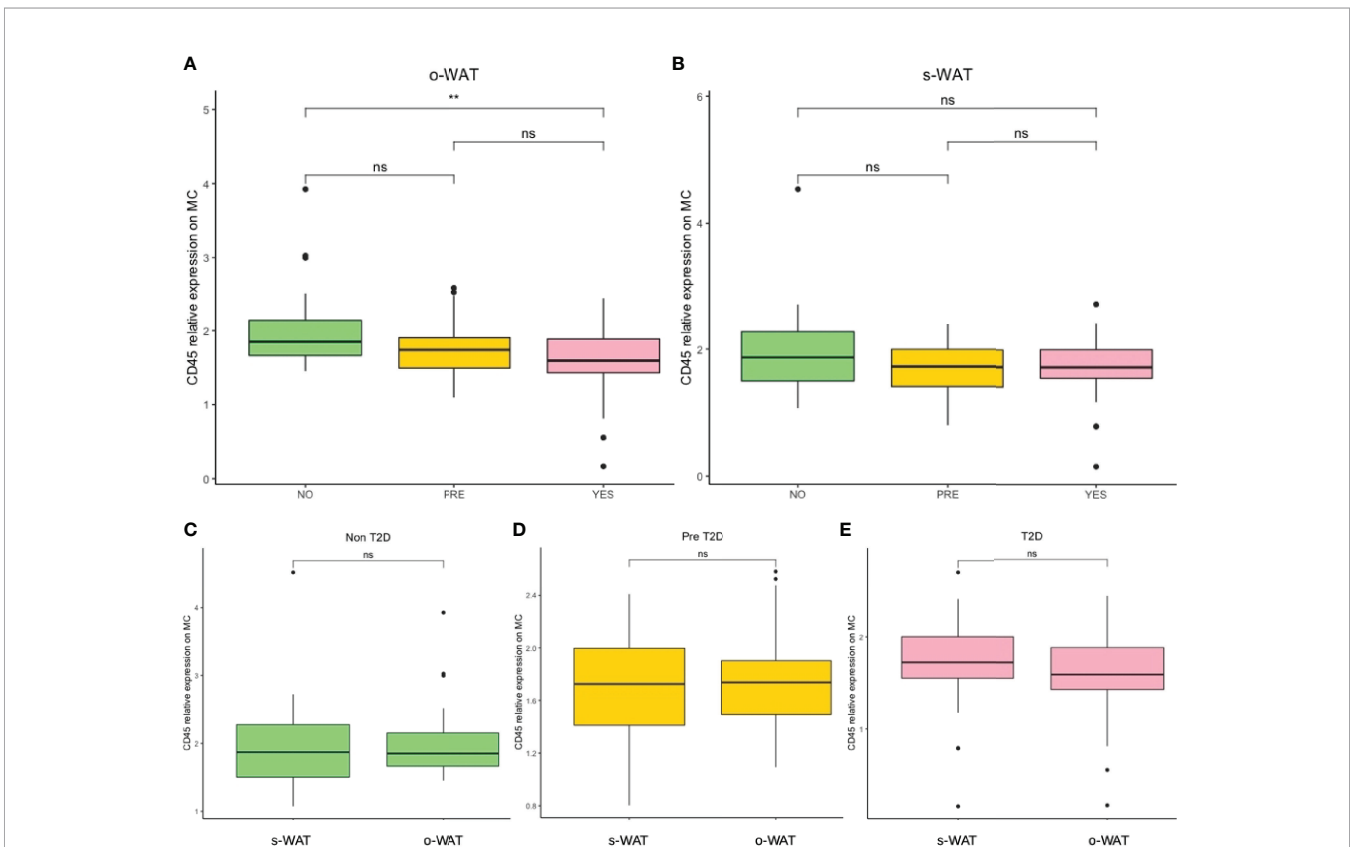 A
o-WAT
**
ns
ns
CD45 relative expression on MC
5
4
3
2
1
0
NO
PRE
YES
B
s-WAT
ns
ns
ns
CD45 relative expression on MC
6
4
2
0
NO
PRE
YES
C
Non T2D
ns
CD45 relative expression on MC
4
3
2
1
s-WAT
o-WAT
D
Pre T2D
ns
CD45 relative expression on MC
2.4
2.0
1.6
1.2
0.8
s-WAT
o-WAT
E
T2D
ns
CD45 relative expression on MC
2
1
s-WAT
o-WAT